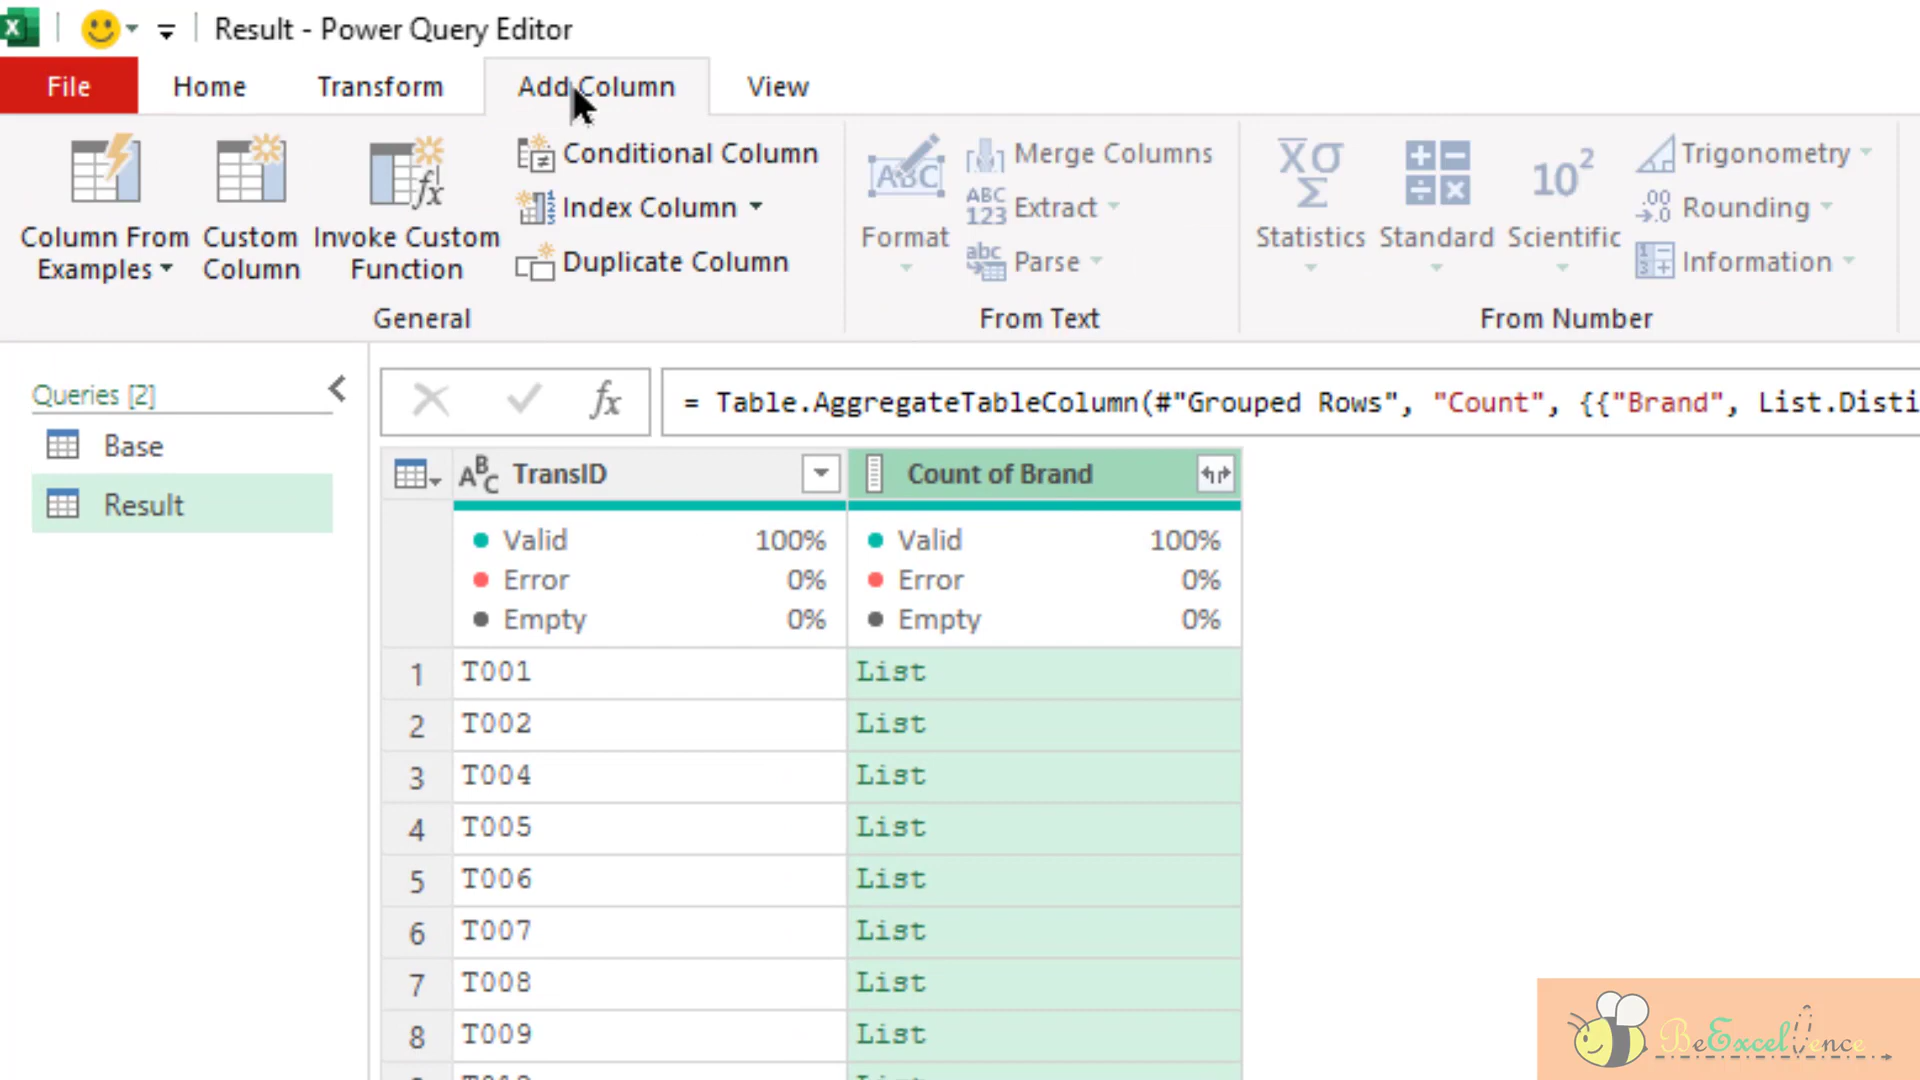 Result - Power Query Editor
File Home Transform Add Column View
Column From Examples
Custom Column
Invoke Custom Function
Conditional Column
Index Column
Duplicate Column
General
Format
Merge Columns
Extract
Parse
From Text
Statistics
Standard
Scientific
Trigonometry
Rounding
Information
From Number
Queries [2]
Base
Result
= Table.AggregateTableColumn(#"Grouped Rows", "Count", {{"Brand", List.Disti
TransID Count of Brand
Valid 100% Valid 100%
Error 0% Error 0%
Empty 0% Empty 0%
1 T001 List
2 T002 List
3 T004 List
4 T005 List
5 T006 List
6 T007 List
7 T008 List
8 T009 List
BeExcellence